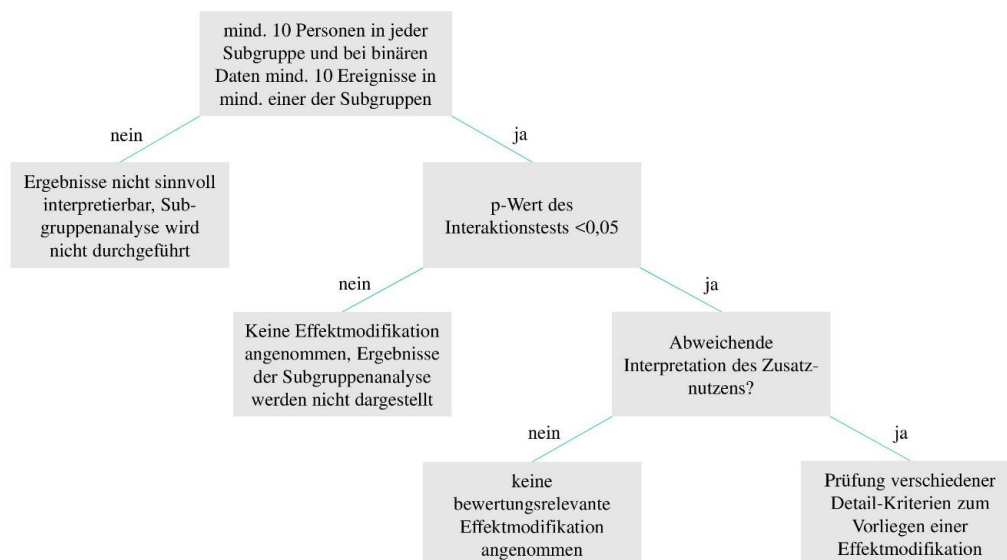 mind. 10 Personen in jeder
Subgruppe und bei binären
Daten mind. 10 Ereignisse in
mind. einer der Subgruppen
nein
ja
Ergebnisse nicht sinnvoll
interpretierbar, Sub-
gruppenanalyse wird
nicht durchgeführt
p-Wert des
Interaktionstests <0,05
nein
ja
Keine Effektmodifikation
angenommen, Ergebnisse
der Subgruppenanalyse
werden nicht dargestellt
Abweichende
Interpretation des Zusatz-
nutzens?
nein
ja
keine
bewertungsrelevante
Effektmodifikation
angenommen
Prüfung verschiedener
Detail-Kriterien zum
Vorliegen einer
Effektmodifikation